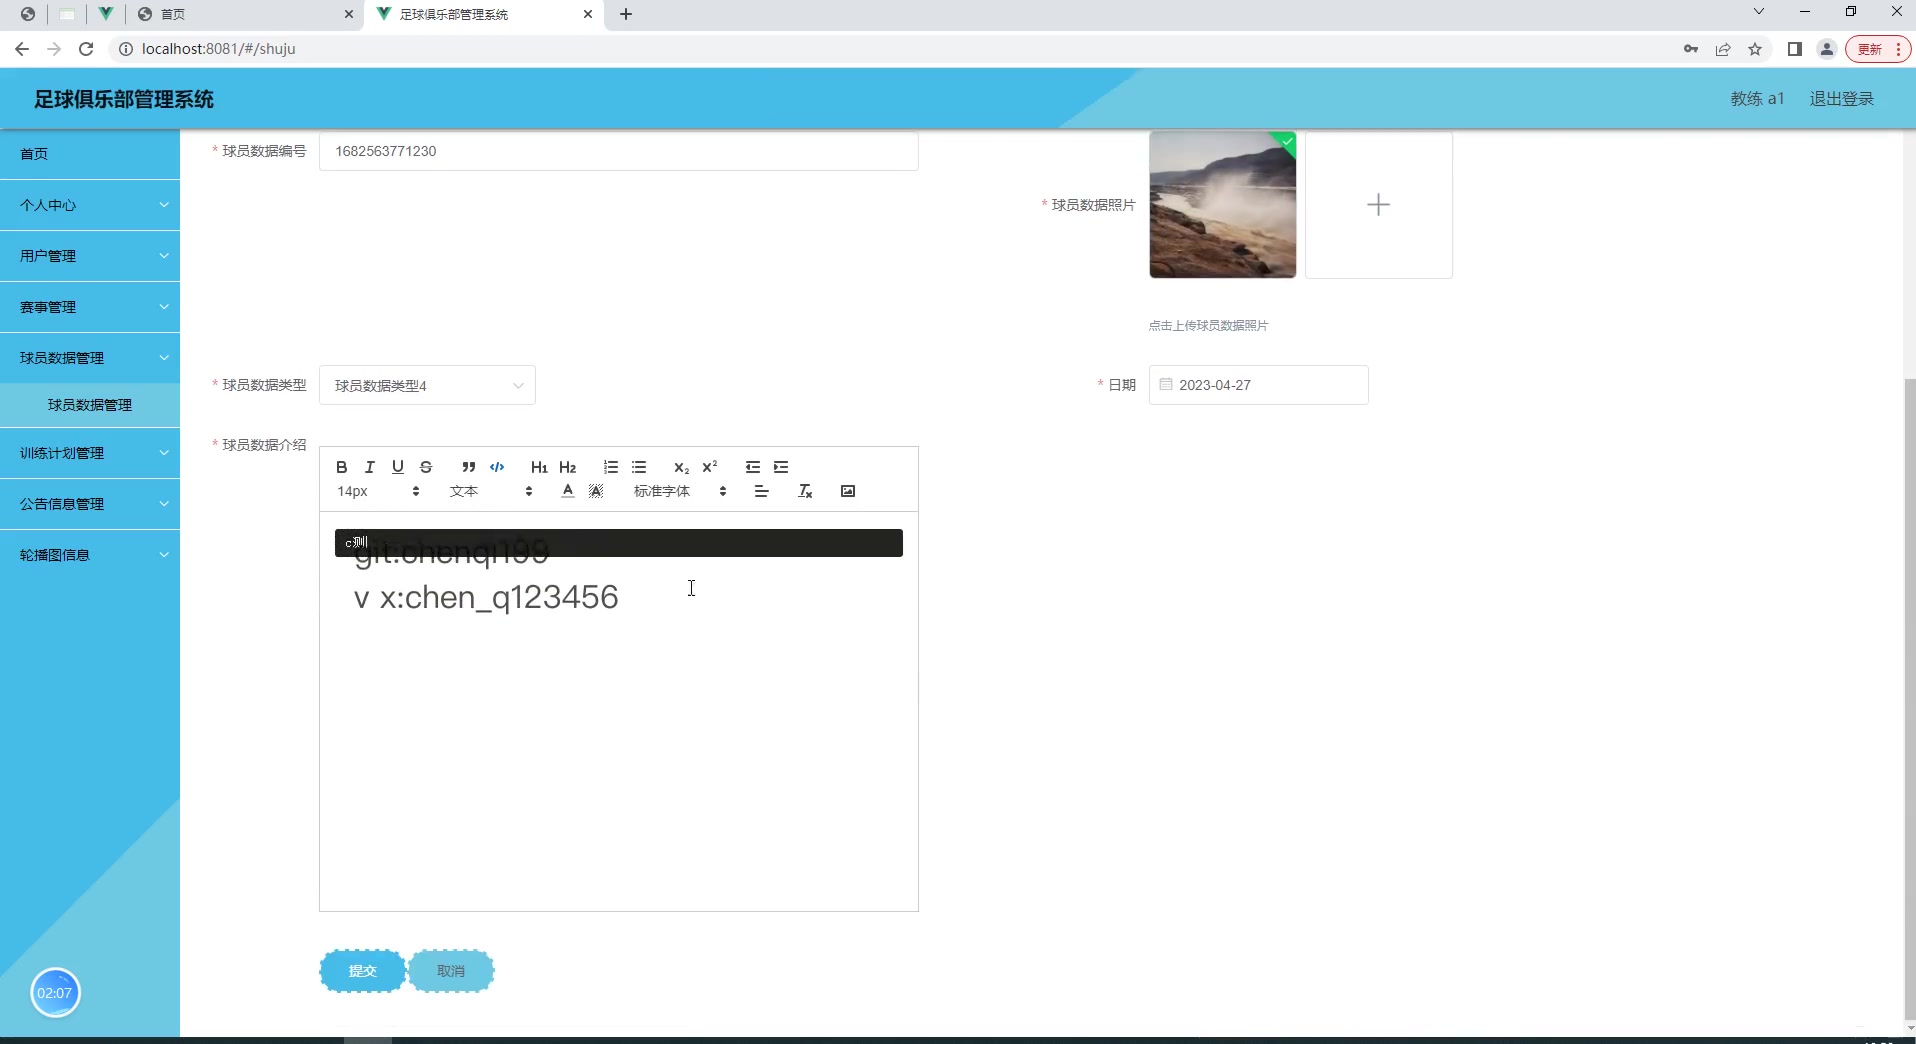 首页
足球俱乐部管理系统
localhost:8081/#/shuju
更新
足球俱乐部管理系统
教练 a1
退出登录
首页
个人中心
用户管理
赛事管理
球员数据管理
球员数据管理
训练计划管理
公告信息管理
轮播图信息
02:07
* 球员数据编号
1682563771230
* 球员数据照片
点击上传球员数据照片
* 球员数据类型
球员数据类型4
* 日期
2023-04-27
* 球员数据介绍
B I U S H1 H2 X2 X2
14px 文本 A A 标准字体 Tx
git:chenqi199
v x:chen_q123456
提交
取消